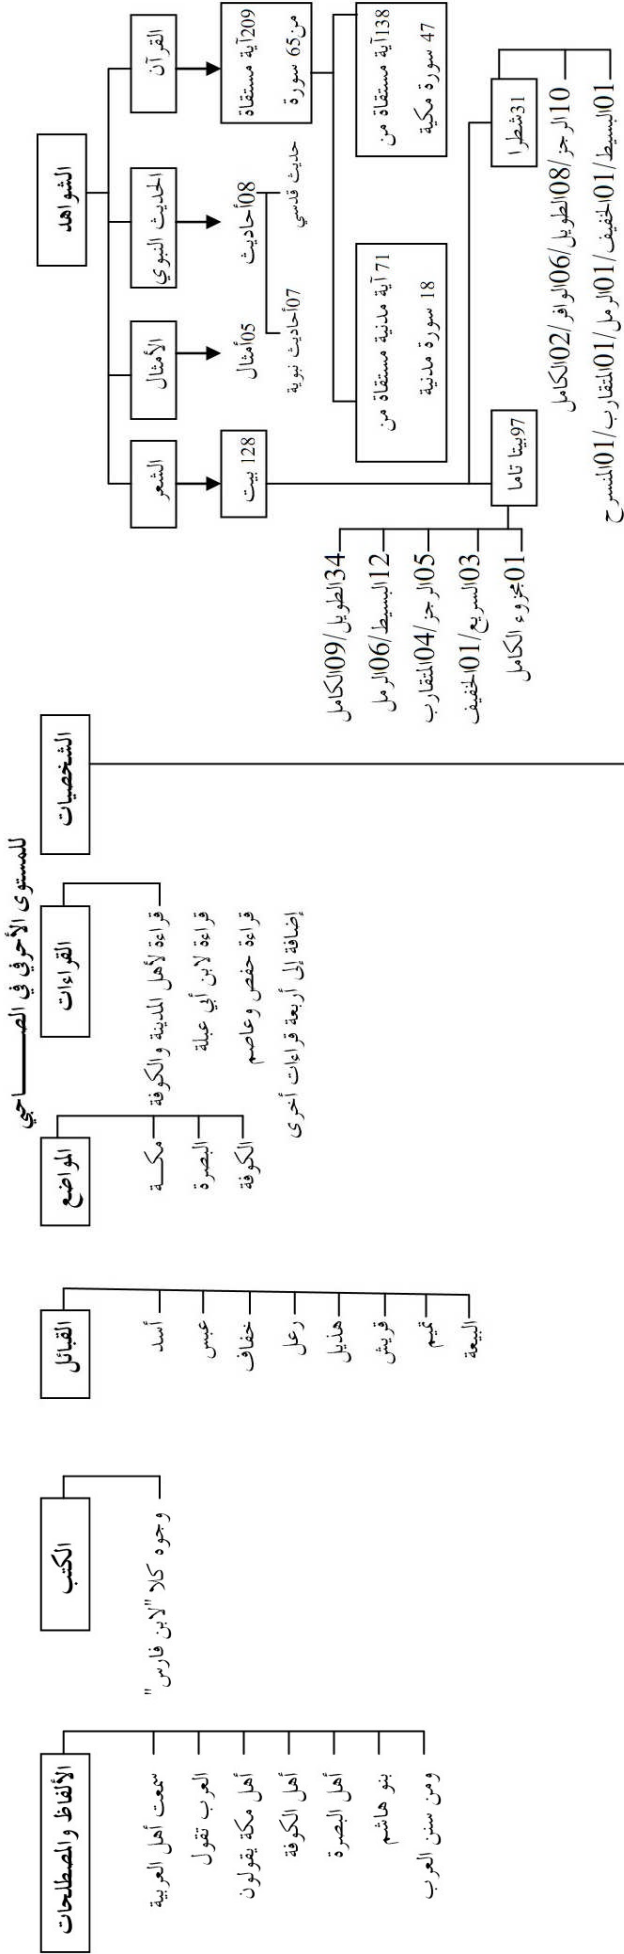 للمستوى الأحرفي في الصـــــــاحبي
الشواهد
القرآن
209آية مستقاة
من65 سورة
138آية مستقاة من
47 سورة مكية
71 آية مدنية مستقاة من
18 سورة مدنية
الحديث النبوي
08أحاديث
حديث قدسي
07أحاديث نبوية
الأمثال
05أمثال
الشعر
128 بيت
31شطرا
10الرجز/08الطويل/06الوافر/02الكامل
01البسيط/01الخفيف/01الرمل/01المتقارب/01المنسرح
97بيتا تاما
34الطويل/09الكامل
12البسيط/06الرمل
05الرجز/04المتقارب
03السريع/01الخفيف
01مجزوء الكامل
الشخصيات
القراءات
قراءة لأهل المدينة والكوفة
قراءة لابن أبي عبلة
قراءة حفص وعاصم
إضافة إلى أربعة قراءات أخرى
المواضع
مكـــة
البصرة
الكوفة
القبائل
أسد
عبس
خفاف
رعل
هذيل
قريش
تميم
البيعة
الكتب
وجوه كلا "لابن فارس"
الألفاظ والمصطلحات
سمعت أهل العربية
العرب تقول
أهل مكة يقولون
أهل الكوفة
أهل البصرة
بنو هاشم
ومن سنن العرب